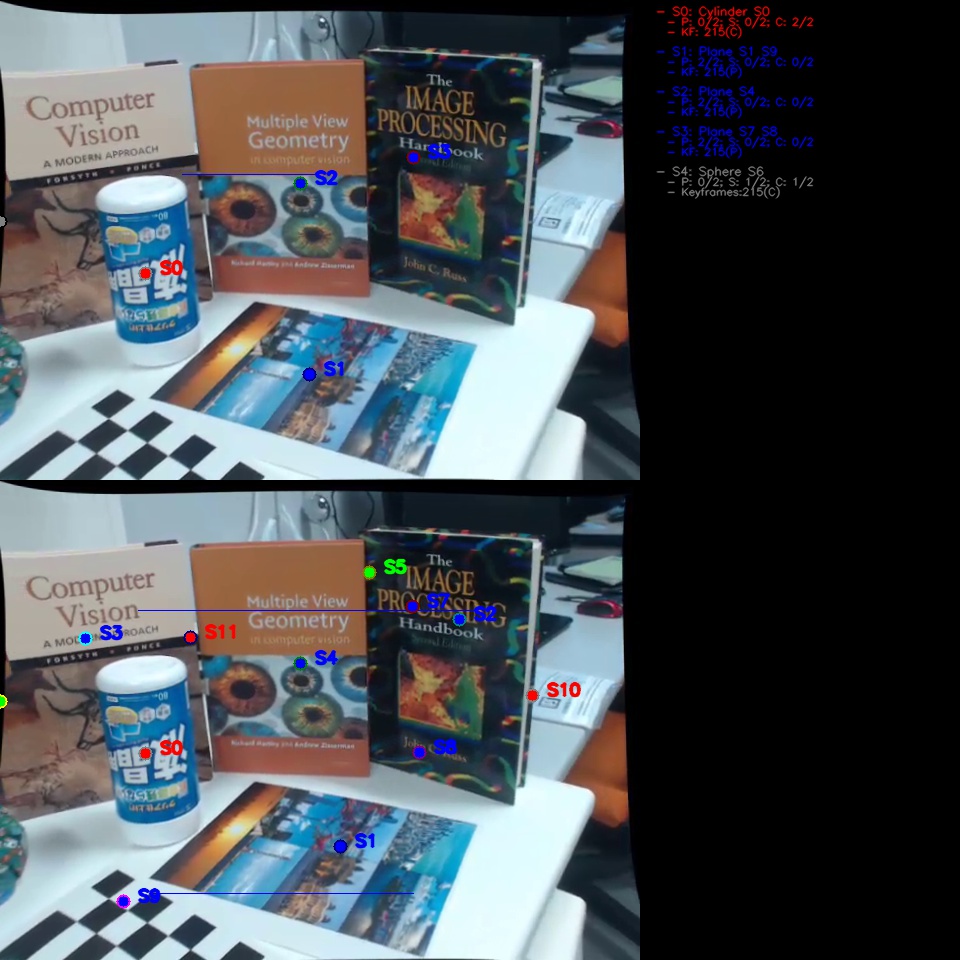 - S0: Cylinder S0
- P: 0/2; S: 0/2; C: 2/2
- KF: 215(C)
- S1: Plane S1 S9
- P: 2/2; S: 0/2; C: 0/2
- KF: 215(P)
- S2: Plane S4
- P: 2/2; S: 0/2; C: 0/2
- KF: 215(P)
- S3: Plane S7 S8
- P: 2/2; S: 0/2; C: 0/2
- KF: 215(P)
- S4: Sphere S6
- P: 0/2; S: 1/2; C: 1/2
- Keyframes:215(C)
Computer
Vision
A MODERN APPROACH
FORSYTH • PONCE
Multiple View
Geometry
in computer vision
Richard Hartley and Andrew Zisserman
The
IMAGE
PROCESSING
Handbook
Second Edition
John C. Russ
S2
S0
S1
Computer
Vision
FORSYTH • PONCE
Multiple View
Geometry
in computer vision
Richard Hartley and Andrew Zisserman
The
IMAGE
PROCESSING
Handbook
Second Edition
S5
S7
S2
S3
S11
S4
S10
S0
S8
S1
S9